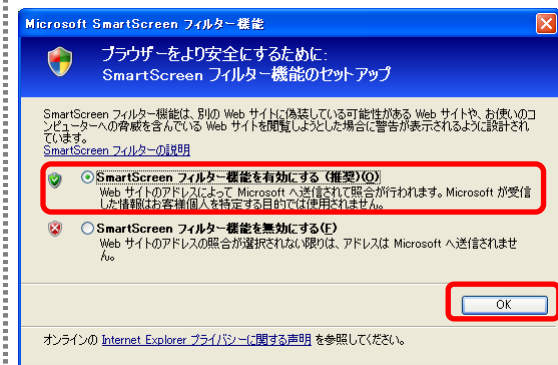 Microsoft SmartScreen フィルター機能
ブラウザーをより安全にするために:
SmartScreen フィルター機能のセットアップ
SmartScreen フィルター機能は、別の Web サイトに偽装している可能性がある Web サイトや、お使いのコ
ンピューターへの脅威を含んでいる Web サイトを閲覧しようとした場合に警告が表示されるように設計され
ています。
SmartScreen フィルターの説明
SmartScreen フィルター機能を有効にする (推奨)(O)
Web サイトのアドレスによって Microsoft へ送信されて照合が行われます。Microsoft が受信
した情報はお客様個人を特定する目的では使用されません。
SmartScreen フィルター機能を無効にする(F)
Web サイトのアドレスの照合が選択されない限りは、アドレスは Microsoft へ送信されませ
ん。
OK
オンラインの Internet Explorer プライバシーに関する声明 を参照してください。